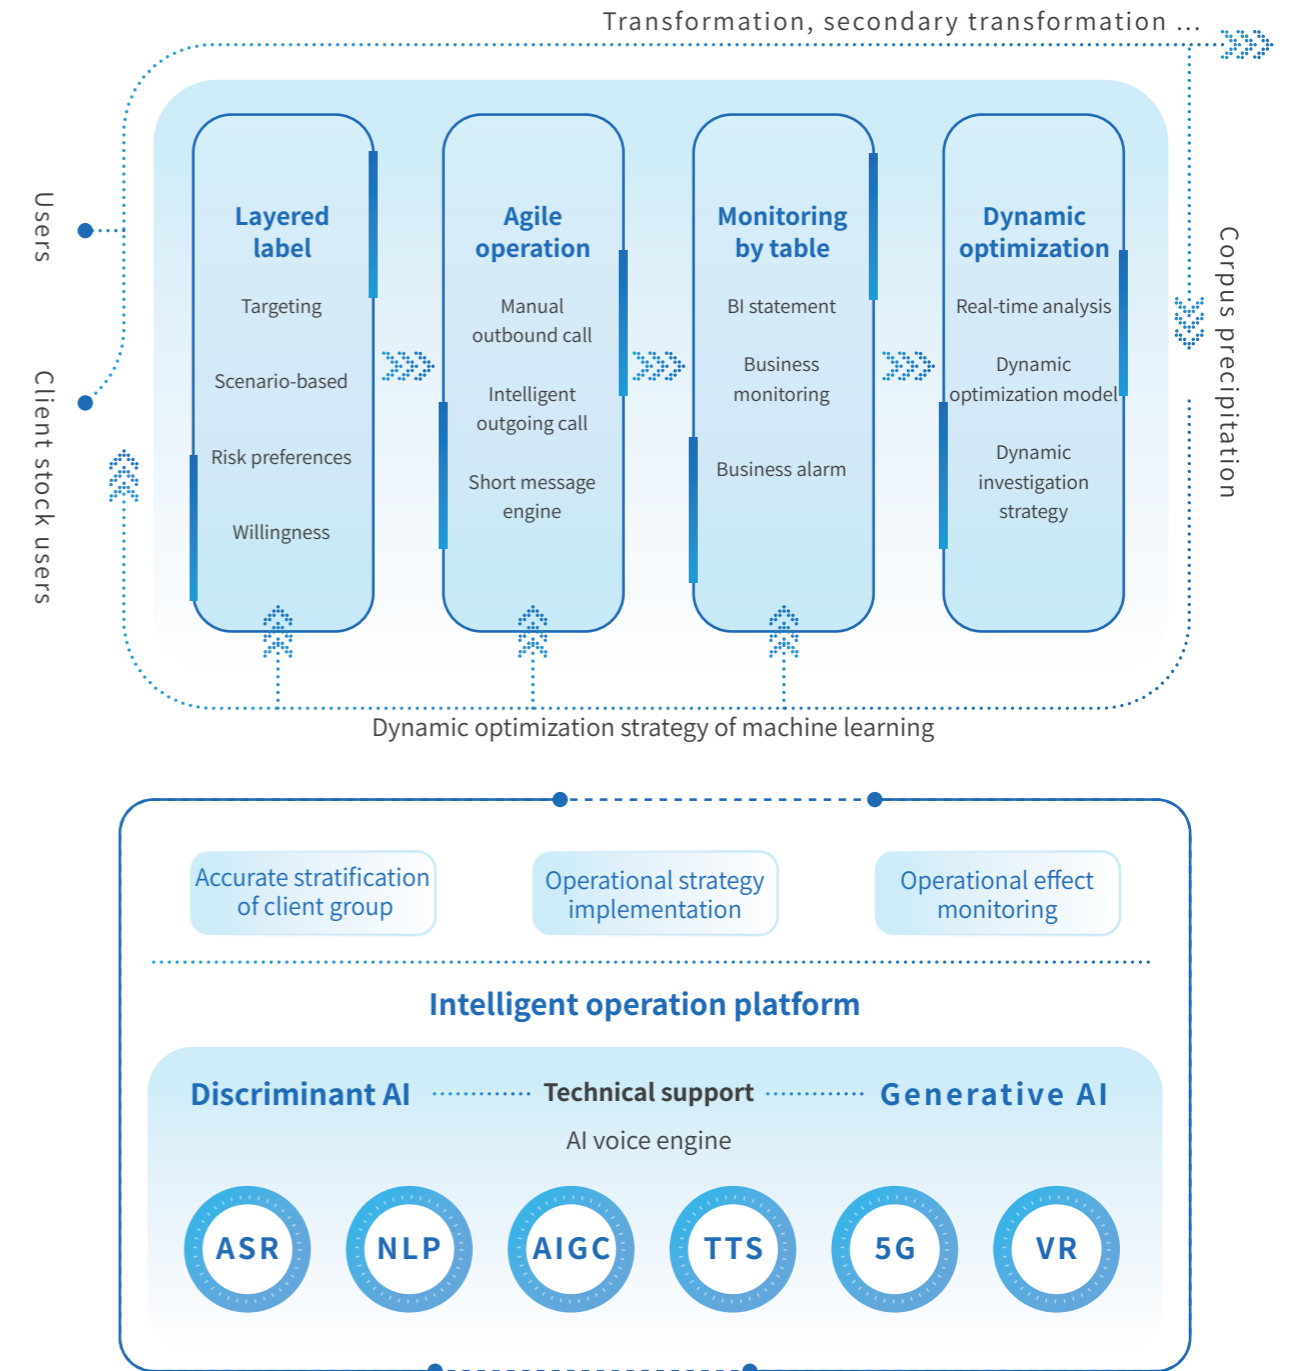 Transformation, secondary transformation ...
Users
Client stock users
Layered
label
Targeting
Scenario-based
Risk preferences
Willingness
Agile
operation
Manual
outbound call
Intelligent
outgoing call
Short message
engine
Monitoring
by table
BI statement
Business
monitoring
Business alarm
Dynamic
optimization
Real-time analysis
Dynamic
optimization model
Dynamic
investigation
strategy
Corpus precipitation
Dynamic optimization strategy of machine learning
Accurate stratification
of client group
Operational strategy
implementation
Operational effect
monitoring
Intelligent operation platform
Discriminant AI
Technical support
Generative AI
AI voice engine
ASR
NLP
AIGC
TTS
5G
VR